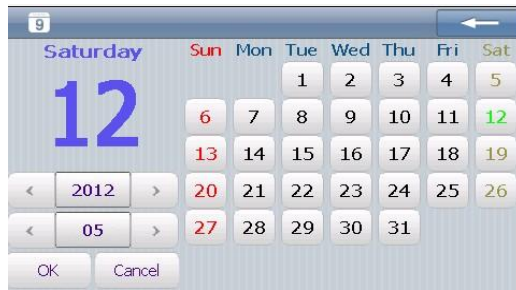 9
Saturday
12
< 2012 >
< 05 >
OK Cancel
Sun Mon Tue Wed Thu Fri Sat
1 2 3 4 5
6 7 8 9 10 11 12
13 14 15 16 17 18 19
20 21 22 23 24 25 26
27 28 29 30 31